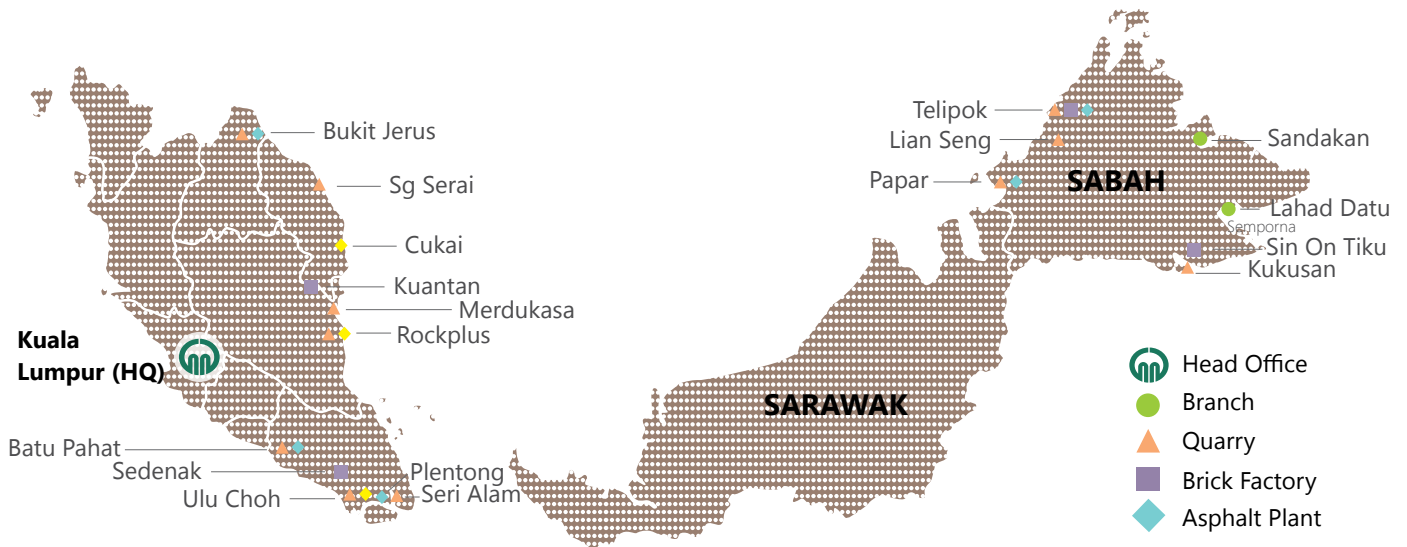 Bukit Jerus
Sg Serai
Cukai
Kuantan
Merdukasa
Rockplus
Kuala
Lumpur (HQ)
Batu Pahat
Sedenak
Plentong
Ulu Choh
Seri Alam
Telipok
Lian Seng
Papar
SABAH
Sandakan
Lahad Datu
Semporna
Sin On Tiku
Kukusan
SARAWAK
Head Office
Branch
Quarry
Brick Factory
Asphalt Plant